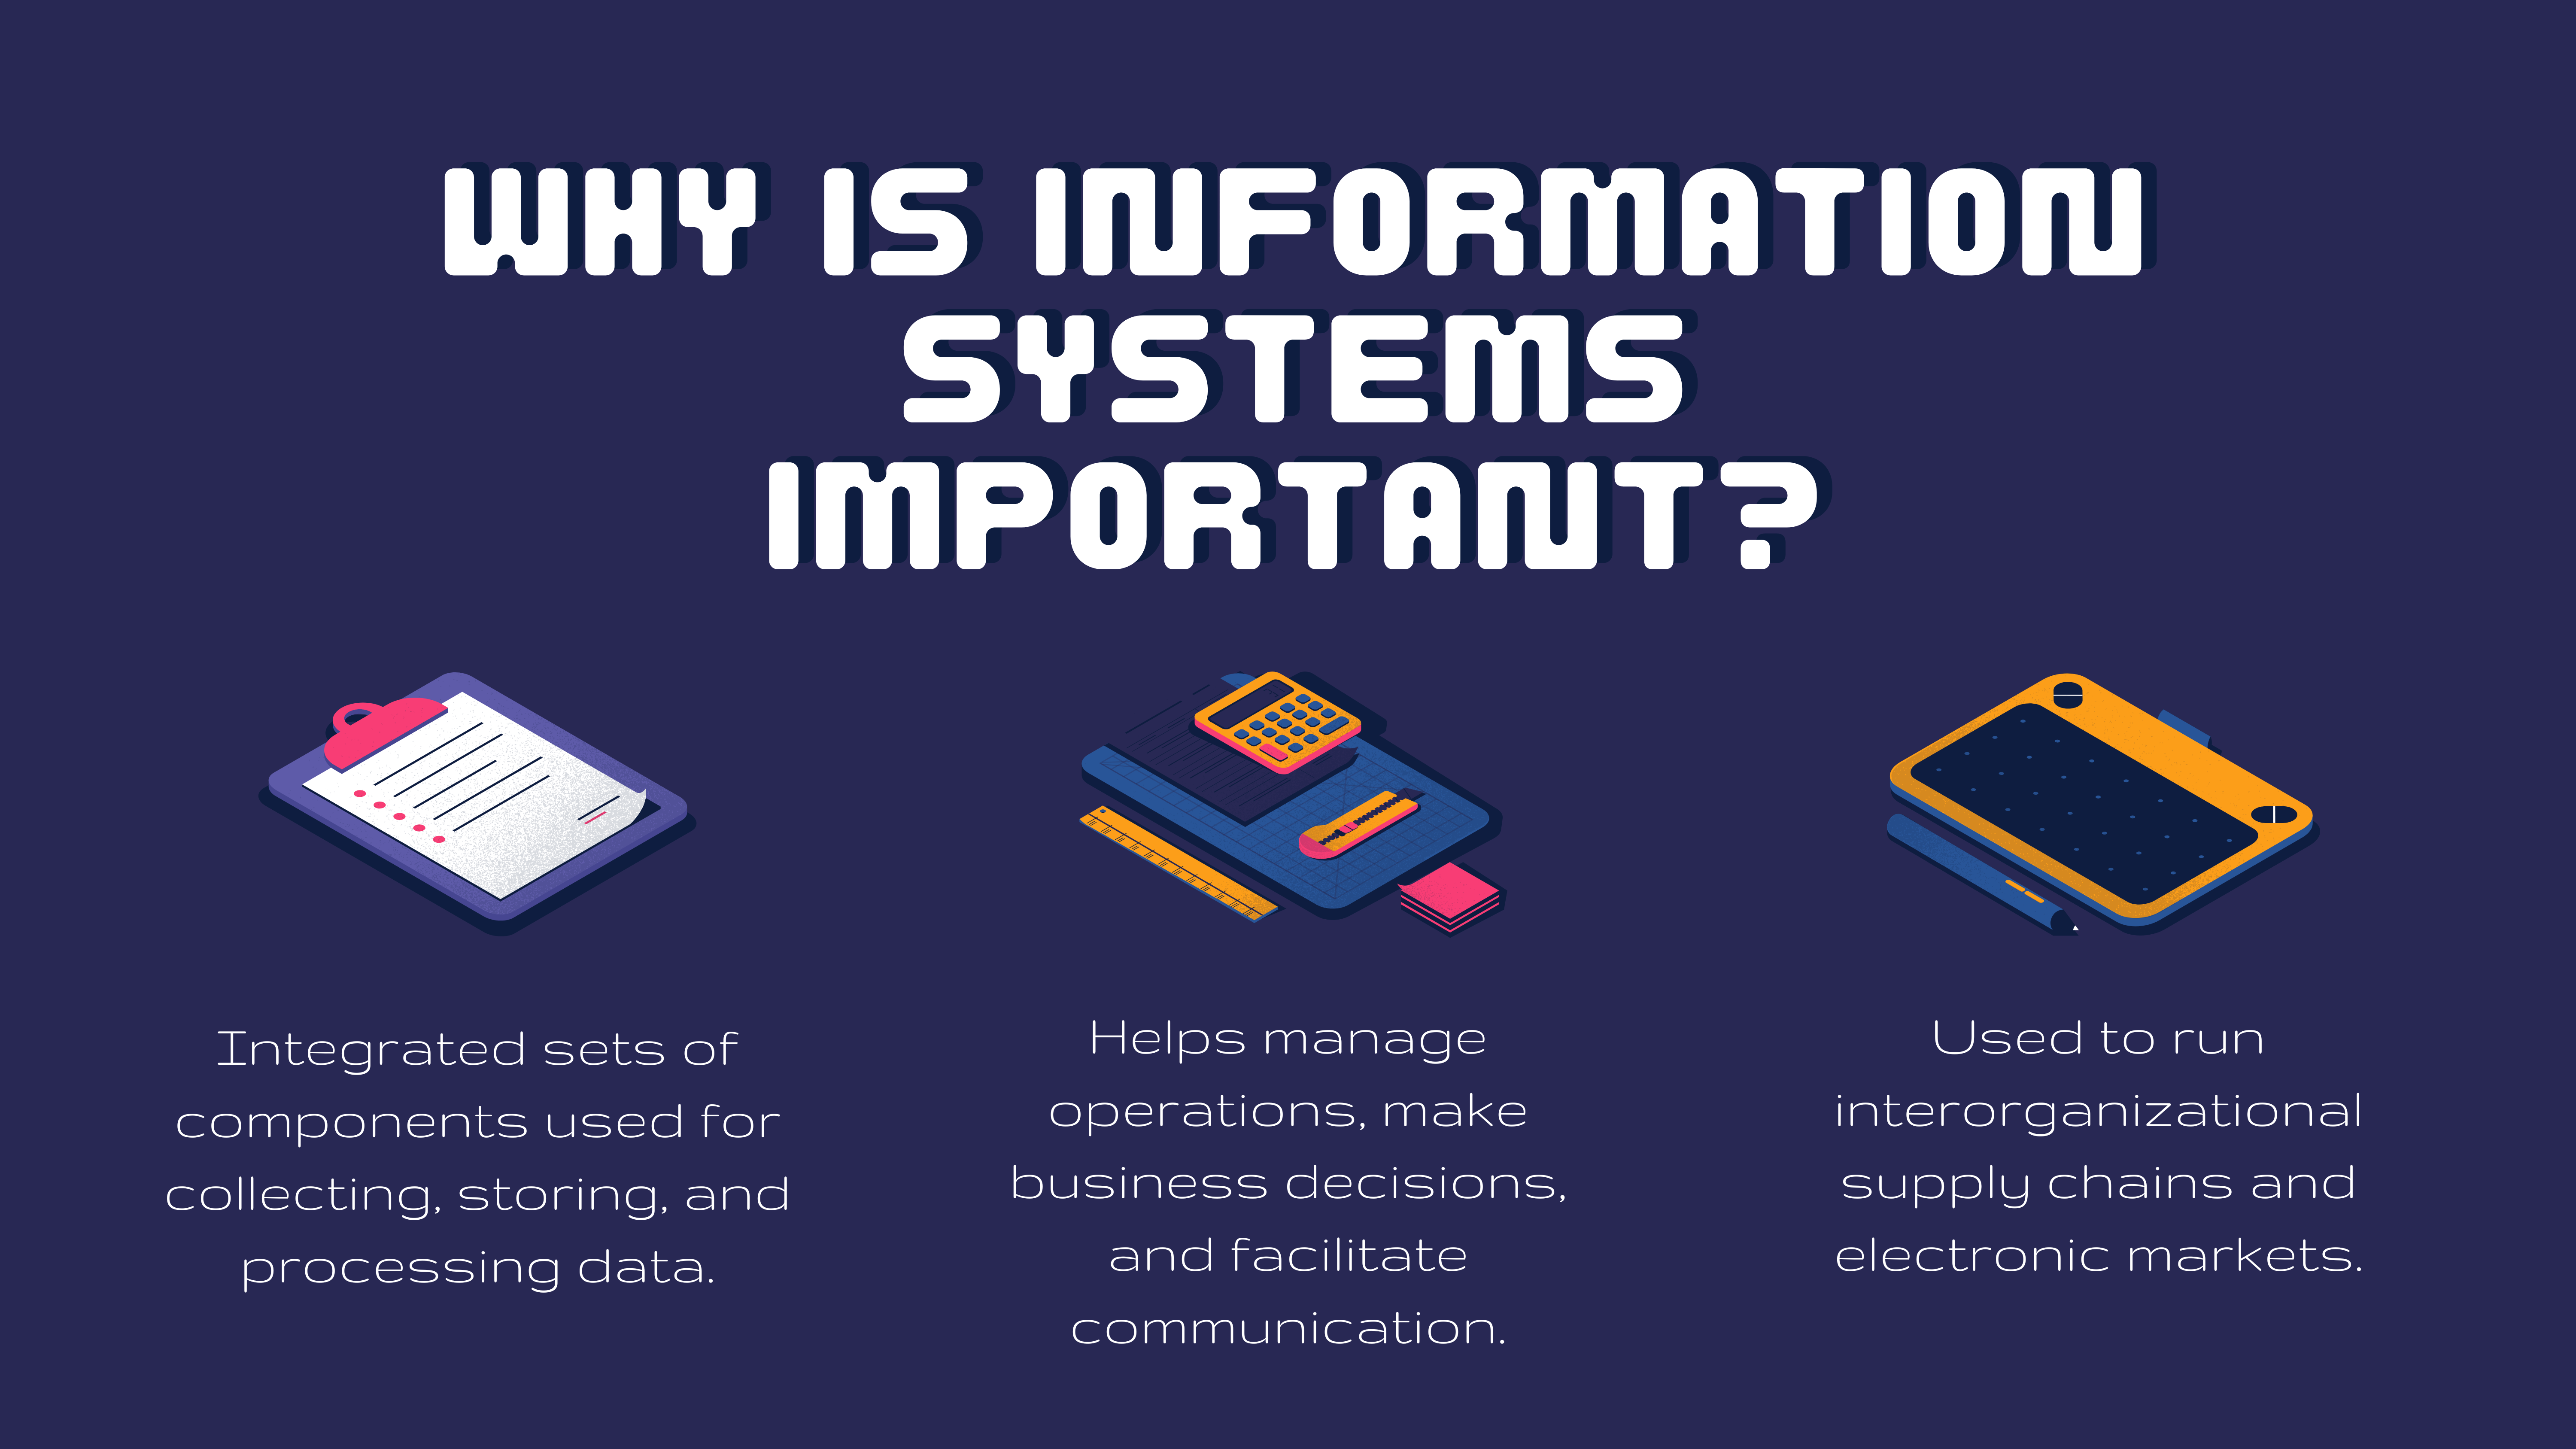 WHY IS INFORMATION
SYSTEMS
IMPORTANT?
Integrated sets of
components used for
collecting, storing, and
processing data.
Helps manage
operations, make
business decisions,
and facilitate
communication.
Used to run
interorganizational
supply chains and
electronic markets.